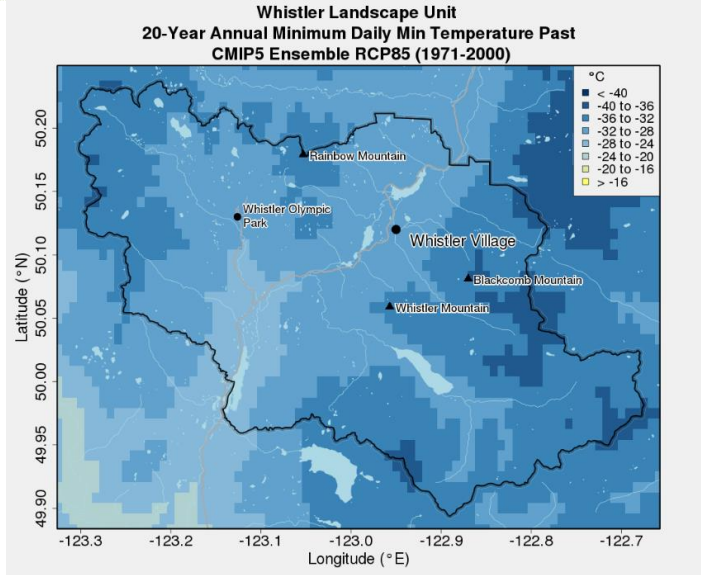 Whistler Landscape Unit
20-Year Annual Minimum Daily Min Temperature Past
CMIP5 Ensemble RCP85 (1971-2000)
°C
< -40
-40 to -36
-36 to -32
-32 to -28
-28 to -24
-24 to -20
-20 to -16
> -16
Rainbow Mountain
Whistler Olympic
Park
Whistler Village
Blackcomb Mountain
Whistler Mountain
Latitude (°N)
50.20
50.15
50.10
50.05
50.00
49.95
49.90
-123.3 -123.2 -123.1 -123.0 -122.9 -122.8 -122.7
Longitude (°E)